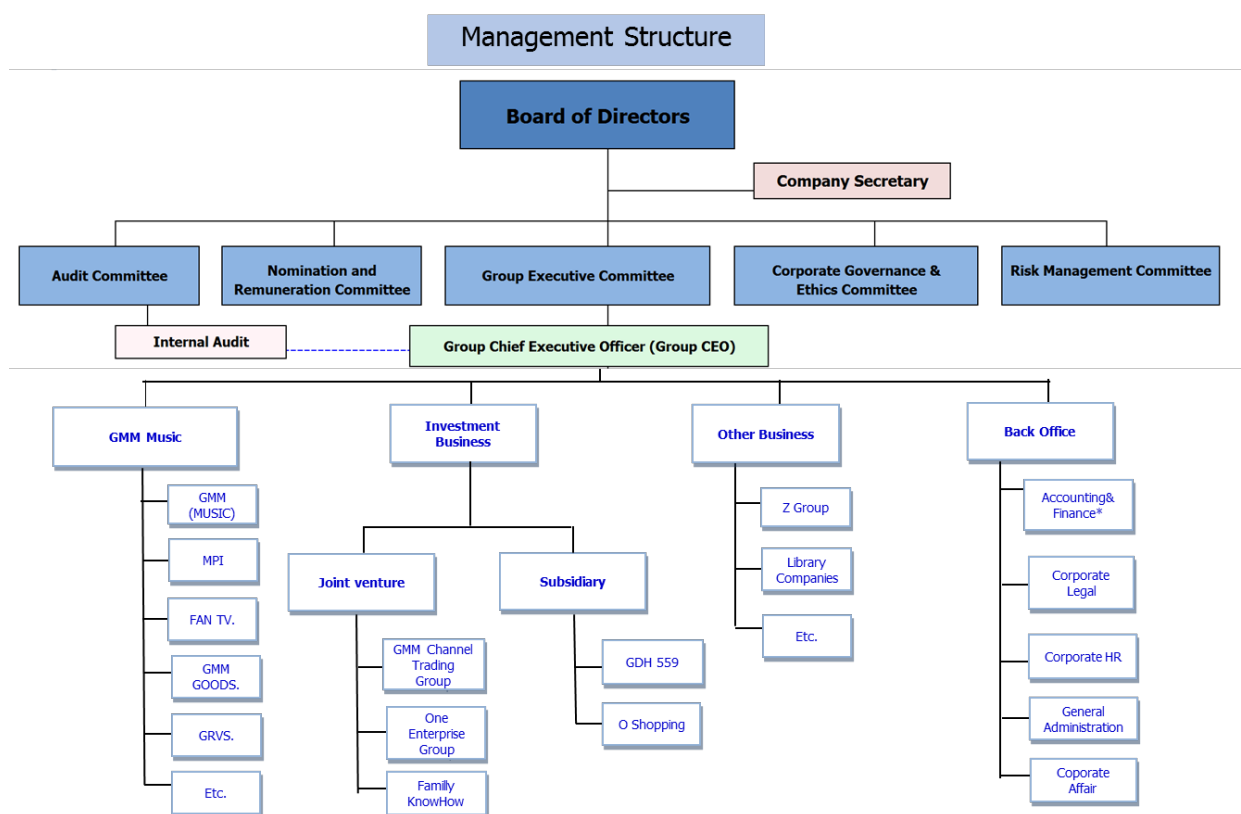 Management Structure
Board of Directors
Company Secretary
Audit Committee
Nomination and
Remuneration Committee
Group Executive Committee
Corporate Governance &
Ethics Committee
Risk Management Committee
Internal Audit
Group Chief Executive Officer (Group CEO)
GMM Music
Investment
Business
Other Business
Back Office
GMM
(MUSIC)
MPI
FAN TV.
GMM
GOODS.
GRVS.
Etc.
Joint venture
GMM Channel
Trading
Group
One
Enterprise
Group
Familly
KnowHow
Subsidiary
GDH 559
O Shopping
Z Group
Library
Companies
Etc.
Accounting&
Finance*
Corporate
Legal
Corporate HR
General
Administration
Coporate
Affair